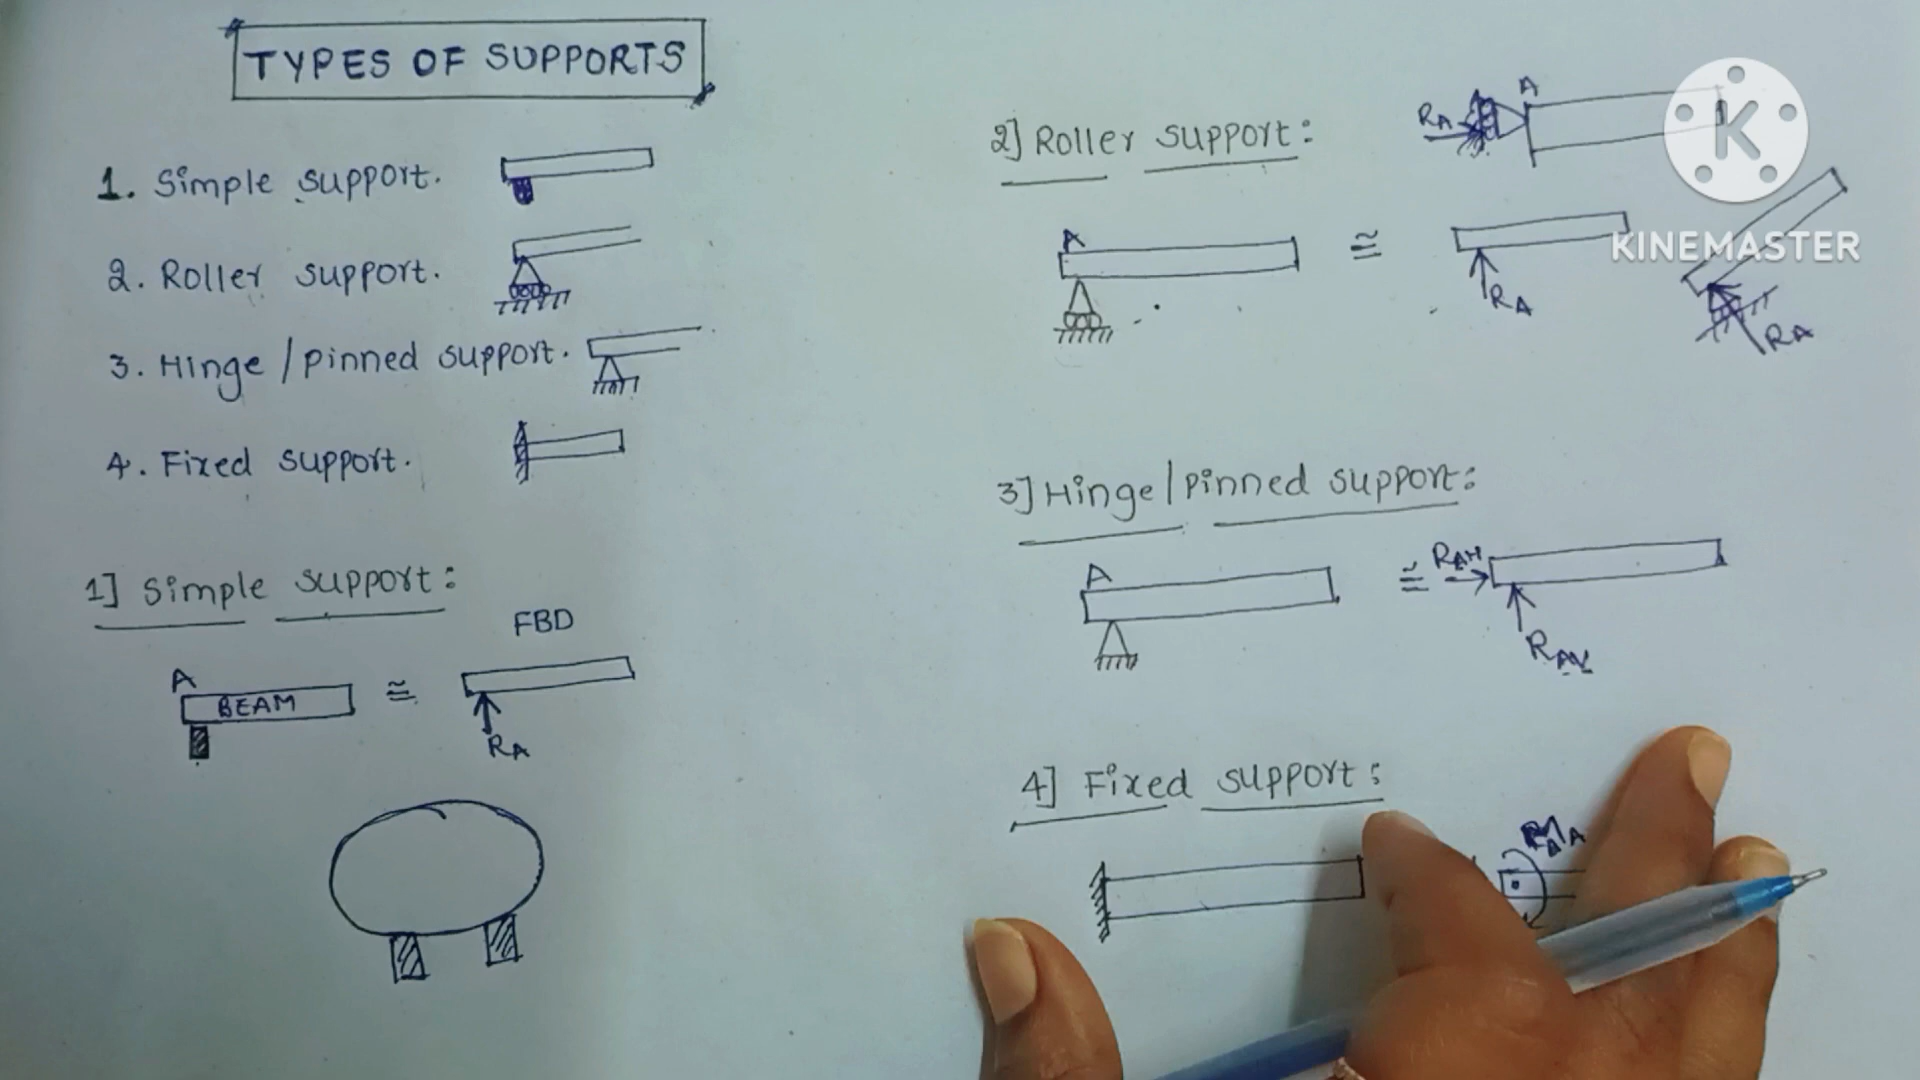 TYPES OF SUPPORTS
1. Simple support.
2. Roller support.
3. Hinge / pinned support.
4. Fixed support.
1] Simple support:
FBD
A
BEAM
≅
RA
2] Roller support:
RA
A
K
KINEMASTER
A
≅
RA
RA
3] Hinge / pinned support:
A
≅
RAH
RAV
4] Fixed support: